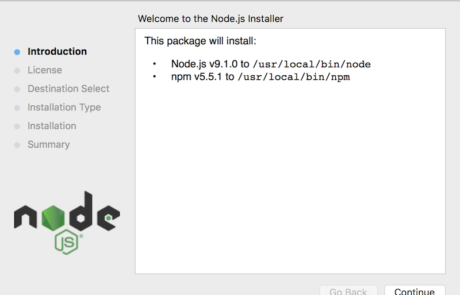 Welcome to the Node.js Installer
Introduction
License
Destination Select
Installation Type
Installation
Summary
This package will install:
• Node.js v9.1.0 to /usr/local/bin/node
• npm v5.5.1 to /usr/local/bin/npm
node
JS
Go Back
Continue